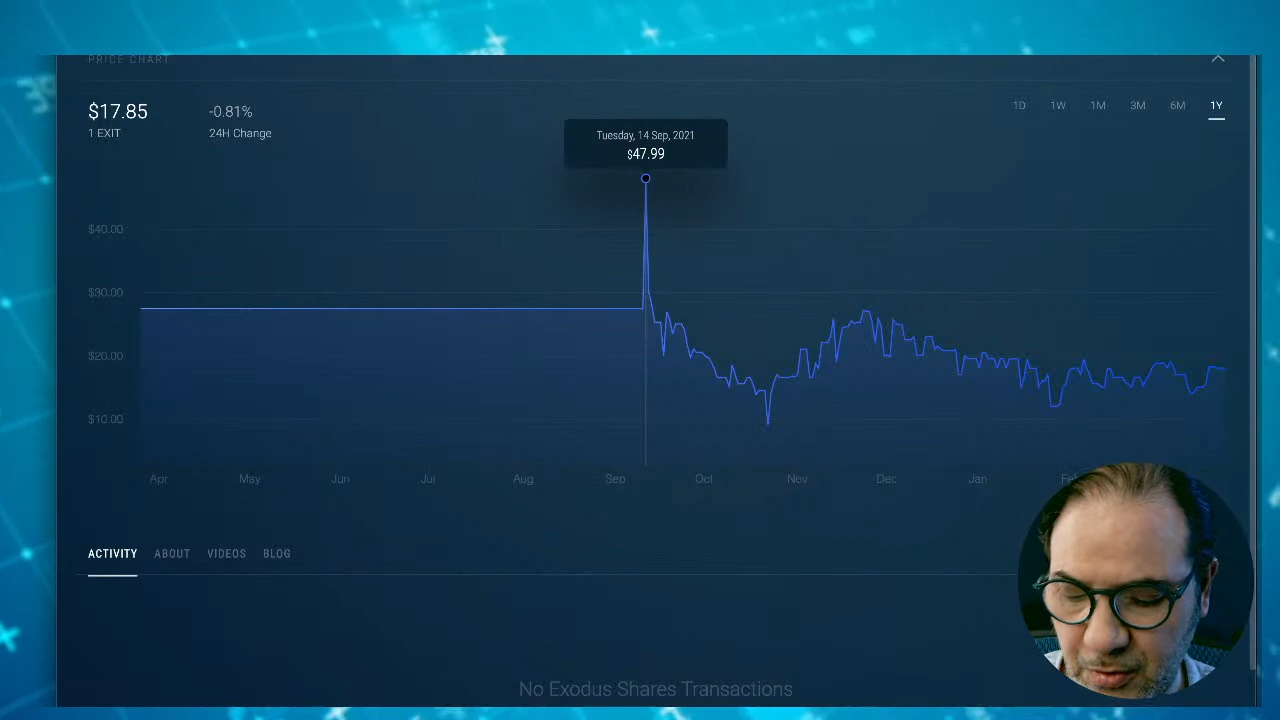 PRICE CHART
$17.85
-0.81%
1 EXIT
24H Change
1D 1W 1M 3M 6M 1Y
Tuesday, 14 Sep, 2021
$47.99
$40.00
$30.00
$20.00
$10.00
Apr May Jun Jul Aug Sep Oct Nov Dec Jan
ACTIVITY ABOUT VIDEOS BLOG
No Exodus Shares Transactions